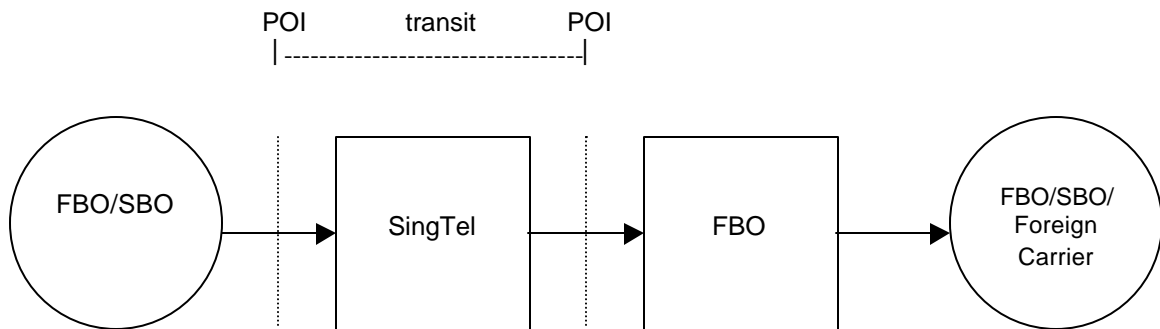 POI transit POI
FBO/SBO
SingTel
FBO
FBO/SBO/
Foreign
Carrier